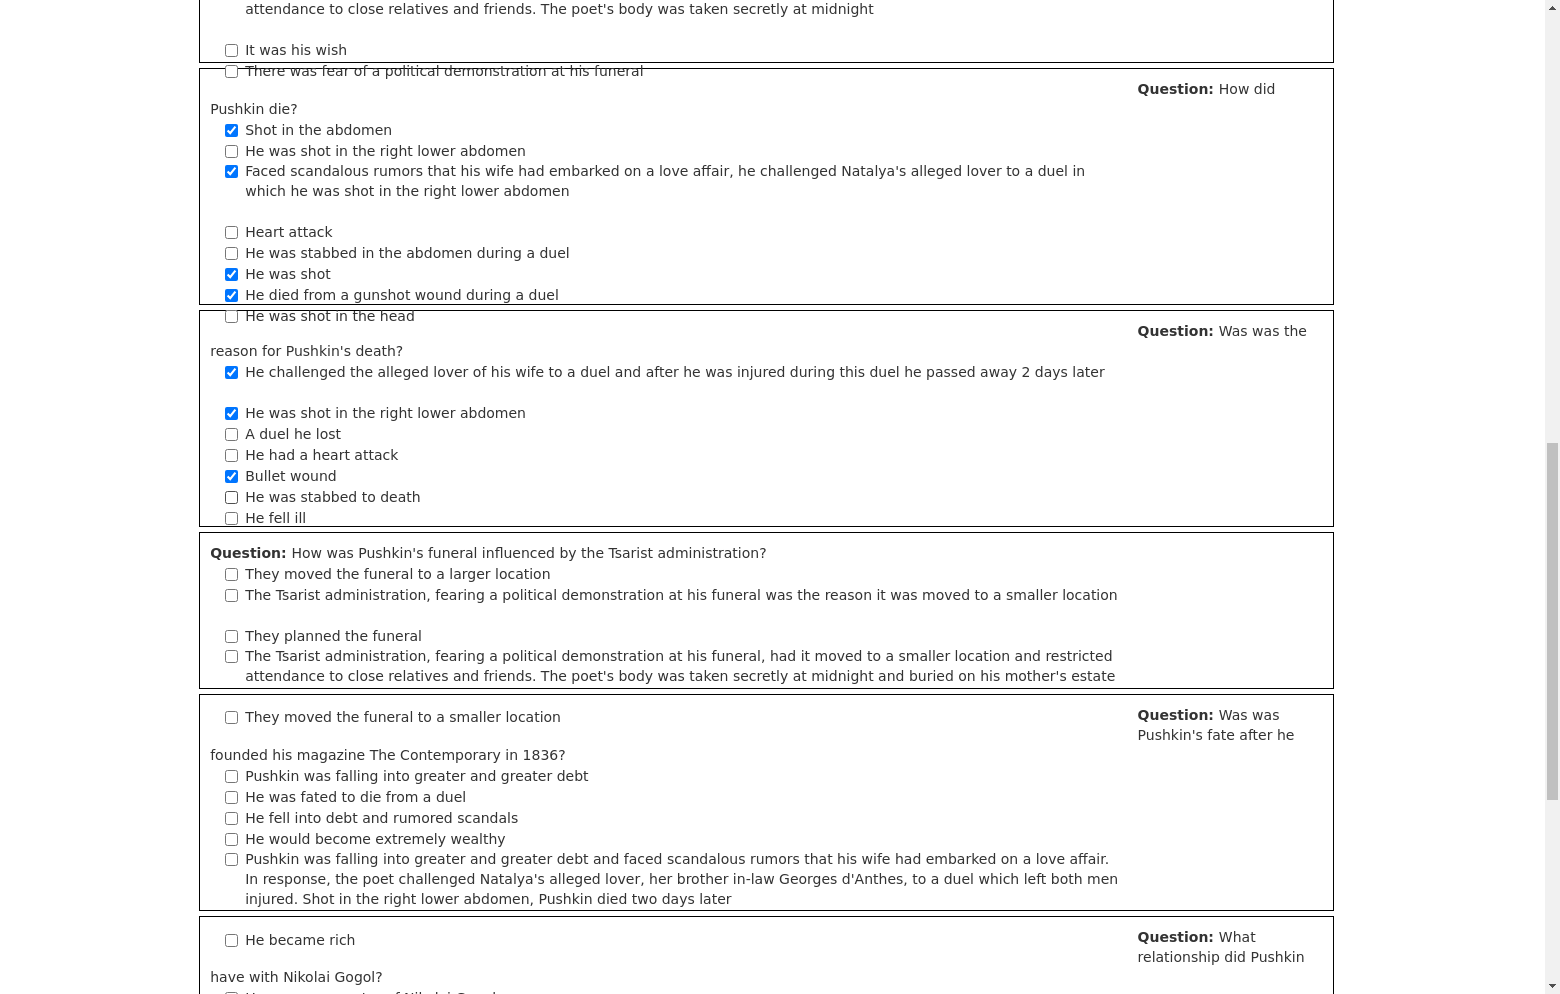 attendance to close relatives and friends. The poet's body was taken secretly at midnight
It was his wish
There was fear of a political demonstration at his funeral
Question: How did
Pushkin die?
Shot in the abdomen
He was shot in the right lower abdomen
Faced scandalous rumors that his wife had embarked on a love affair, he challenged Natalya's alleged lover to a duel in
which he was shot in the right lower abdomen
Heart attack
He was stabbed in the abdomen during a duel
He was shot
He died from a gunshot wound during a duel
He was shot in the head
Question: Was was the
reason for Pushkin's death?
He challenged the alleged lover of his wife to a duel and after he was injured during this duel he passed away 2 days later
He was shot in the right lower abdomen
A duel he lost
He had a heart attack
Bullet wound
He was stabbed to death
He fell ill
Question: How was Pushkin's funeral influenced by the Tsarist administration?
They moved the funeral to a larger location
The Tsarist administration, fearing a political demonstration at his funeral was the reason it was moved to a smaller location
They planned the funeral
The Tsarist administration, fearing a political demonstration at his funeral, had it moved to a smaller location and restricted
attendance to close relatives and friends. The poet's body was taken secretly at midnight and buried on his mother's estate
They moved the funeral to a smaller location
Question: Was was
Pushkin's fate after he
founded his magazine The Contemporary in 1836?
Pushkin was falling into greater and greater debt
He was fated to die from a duel
He fell into debt and rumored scandals
He would become extremely wealthy
Pushkin was falling into greater and greater debt and faced scandalous rumors that his wife had embarked on a love affair.
In response, the poet challenged Natalya's alleged lover, her brother in-law Georges d'Anthes, to a duel which left both men
injured. Shot in the right lower abdomen, Pushkin died two days later
He became rich
Question: What
relationship did Pushkin
have with Nikolai Gogol?